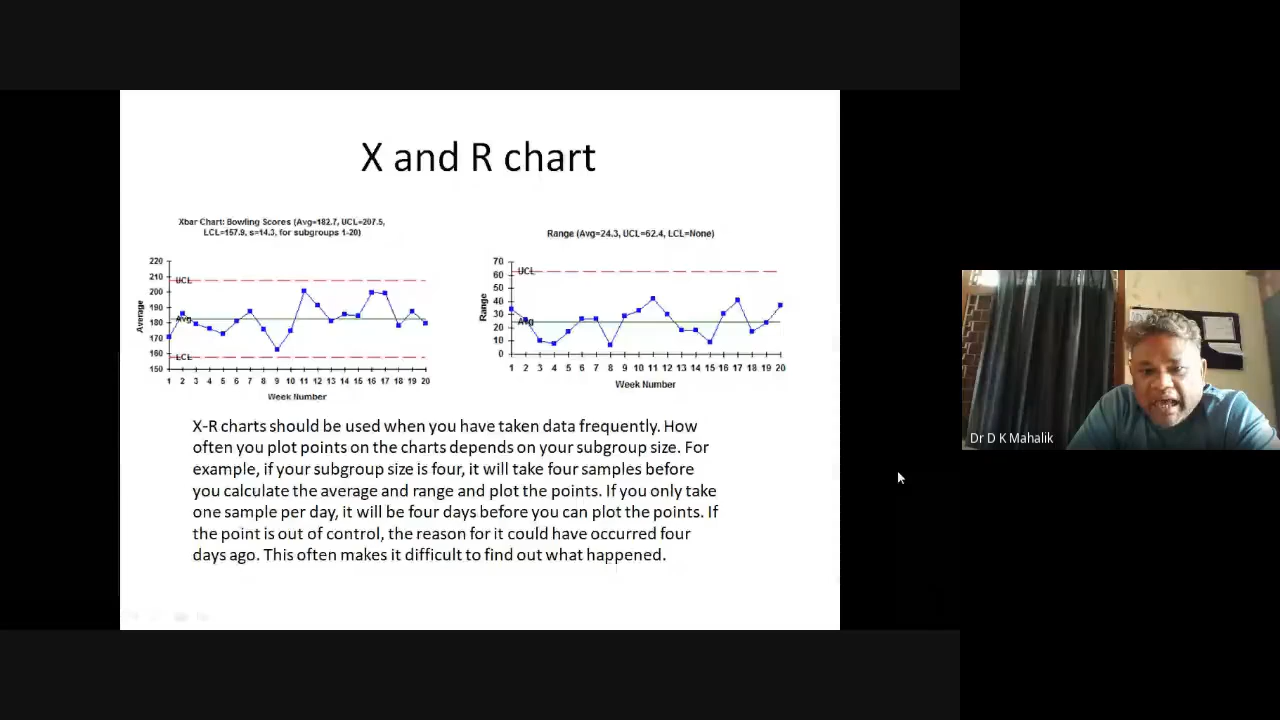 X and R chart
Xbar Chart: Bowling Scores (Avg=182.7, UCL=207.5,
LCL=157.9, s=14.3, for subgroups 1-20)
220
210
200
190
180
170
160
150
UCL
Avg
LCL
Average
1 2 3 4 5 6 7 8 9 10 11 12 13 14 15 16 17 18 19 20
Week Number
Range (Avg=24.3, UCL=62.4, LCL=None)
70
60
50
40
30
20
10
0
UCL
Avg
Range
1 2 3 4 5 6 7 8 9 10 11 12 13 14 15 16 17 18 19 20
Week Number
X-R charts should be used when you have taken data frequently. How
often you plot points on the charts depends on your subgroup size. For
example, if your subgroup size is four, it will take four samples before
you calculate the average and range and plot the points. If you only take
one sample per day, it will be four days before you can plot the points. If
the point is out of control, the reason for it could have occurred four
days ago. This often makes it difficult to find out what happened.
Dr D K Mahalik